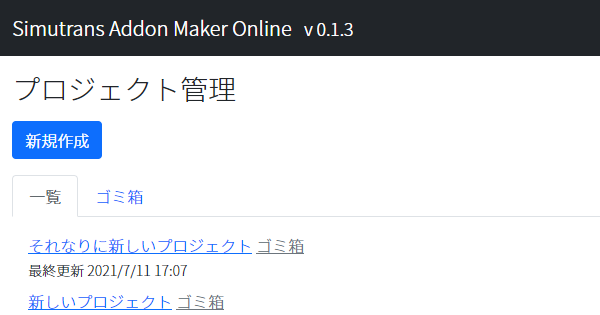 Simutrans Addon Maker Online v 0.1.3
プロジェクト管理
新規作成
一覧 ゴミ箱
それなりに新しいプロジェクト ゴミ箱
最終更新 2021/7/11 17:07
新しいプロジェクト ゴミ箱